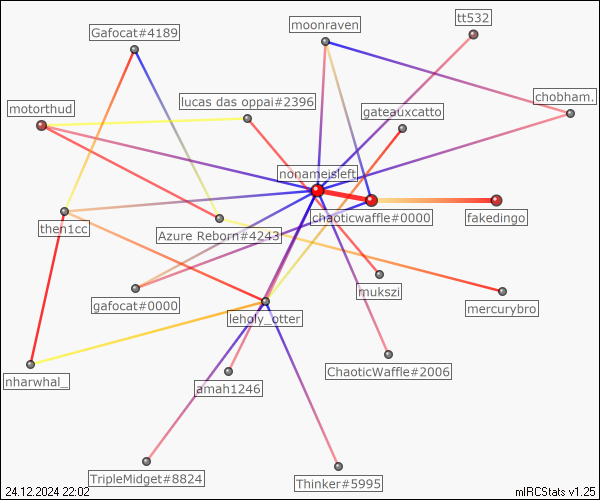 tt532
moonraven
Gafocat#4189
chobham.
lucas das oppai#2396
motorthud
gateauxcatto
nonameisleft_
chaoticwaffle#0000
fakedingo
then1cc
Azure Reborn#4243
mukszi
gafocat#0000
mercurybro
leholy_otter
ChaoticWaffle#2006
nharwhal_
amah1246
TripleMidget#8824
Thinker#5995
24.12.2024 22:02
mIRCStats v1.25